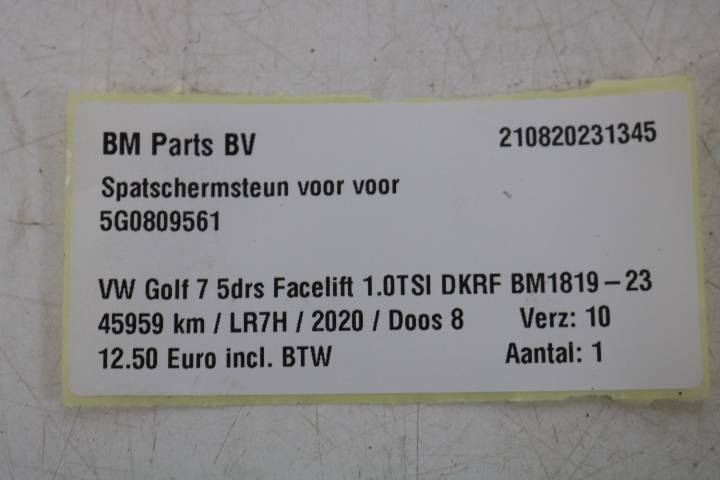 BM Parts BV 210820231345
Spatschermsteun voor voor
5G0809561
VW Golf 7 5drs Facelift 1.0TSI DKRF BM1819-23
45959 km / LR7H / 2020 / Doos 8 Verz: 10
12.50 Euro incl. BTW Aantal: 1